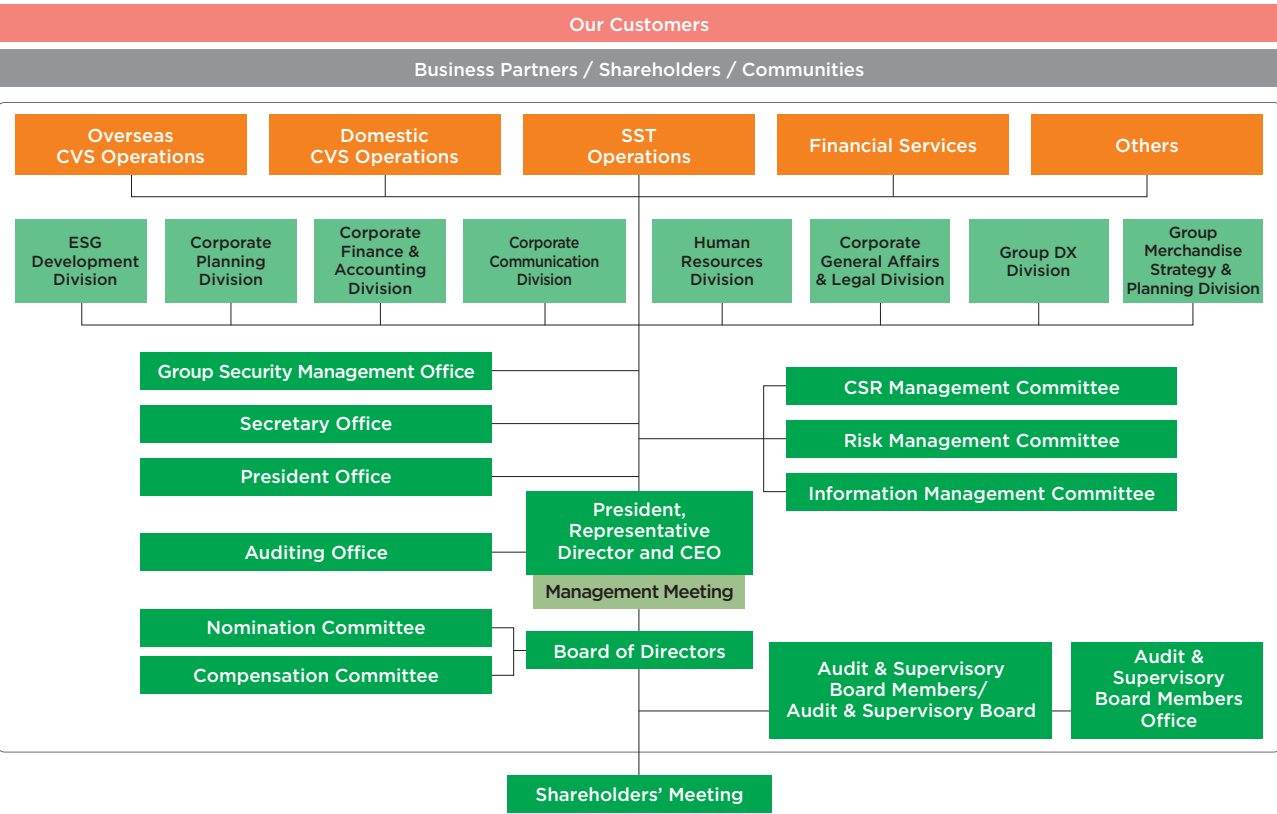 Our Customers
Business Partners / Shareholders / Communities
Overseas
CVS Operations
Domestic
CVS Operations
SST
Operations
Financial Services
Others
ESG
Development
Division
Corporate
Planning
Division
Corporate
Finance &
Accounting
Division
Corporate
Communication
Division
Human
Resources
Division
Corporate
General Affairs
& Legal Division
Group DX
Division
Group
Merchandise
Strategy &
Planning Division
Group Security Management Office
Secretary Office
President Office
CSR Management Committee
Risk Management Committee
Information Management Committee
President,
Representative
Director and CEO
Auditing Office
Management Meeting
Nomination Committee
Compensation Committee
Board of Directors
Audit & Supervisory
Board Members/
Audit & Supervisory Board
Audit &
Supervisory
Board Members
Office
Shareholders’ Meeting